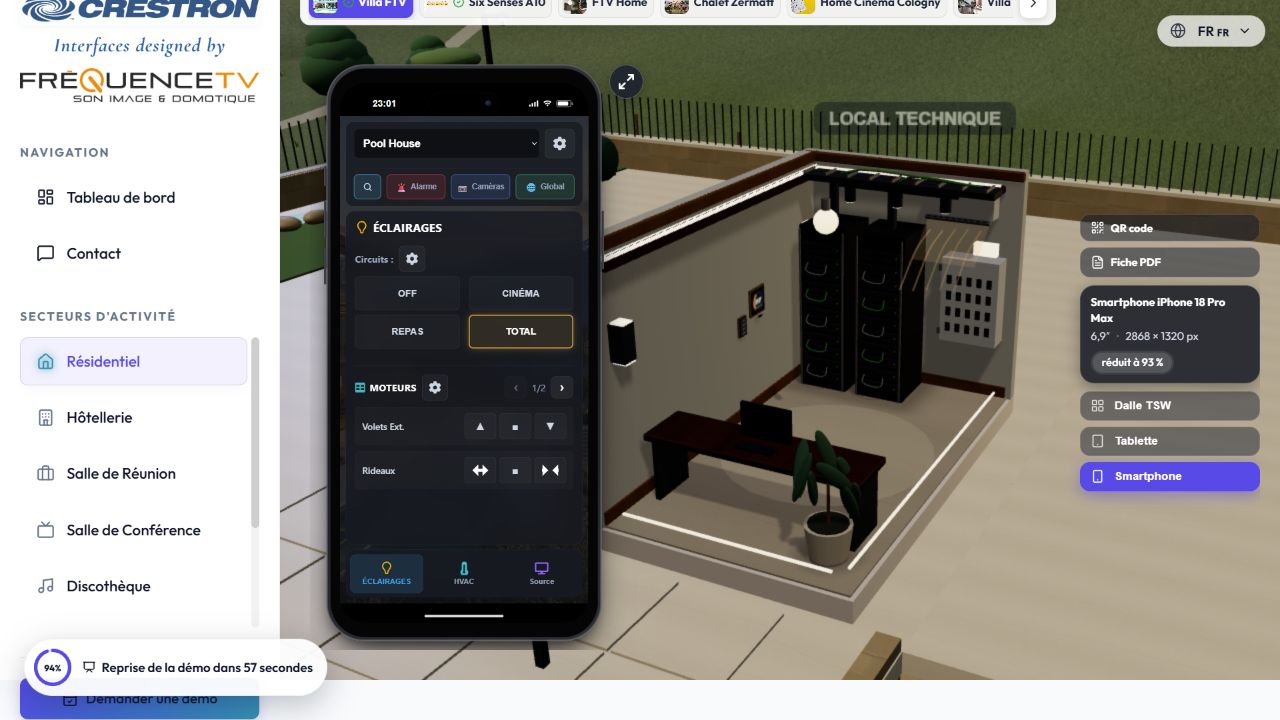 CRESTRON
Villa FTV
Six Senses A10
FTV Home
Chalet Zermatt
Home Cinema Cologny
Villa
Interfaces designed by
FRÉQUENCETV
SON IMAGE & DOMOTIQUE
FR FR
NAVIGATION
Tableau de bord
Contact
SECTEURS D'ACTIVITÉ
Résidentiel
Hôtellerie
Salle de Réunion
Salle de Conférence
Discothèque
94%
Reprise de la démo dans 57 secondes
Demander une démo
23:01
Pool House
Alarme
Caméras
Global
ÉCLAIRAGES
Circuits :
OFF
CINÉMA
REPAS
TOTAL
MOTEURS
1/2
Volets Ext.
Rideaux
ÉCLAIRAGES
HVAC
Source
LOCAL TECHNIQUE
QR code
Fiche PDF
Smartphone iPhone 18 Pro
Max
6,9" · 2868 × 1320 px
réduit à 93 %
Dalle TSW
Tablette
Smartphone